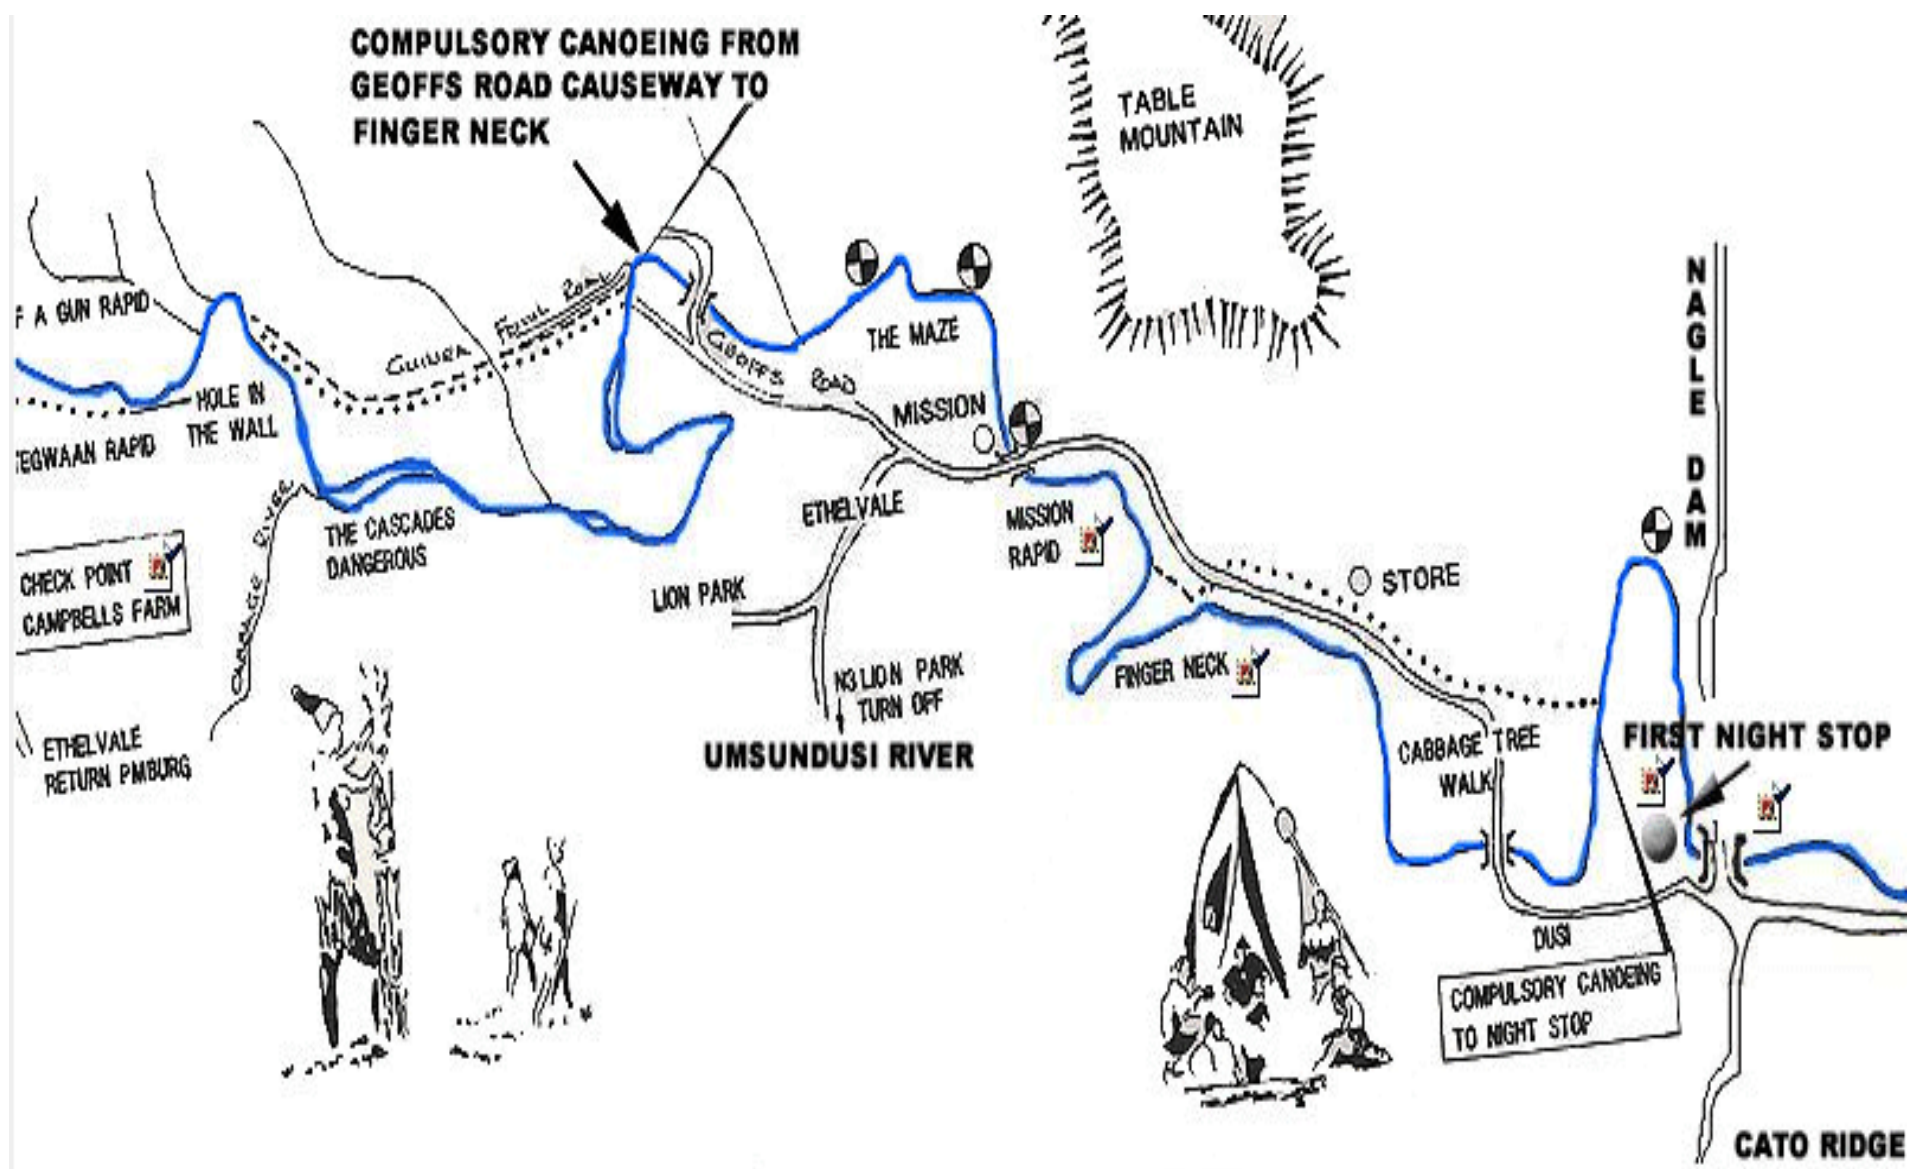 COMPULSORY CANOEING FROM
GEOFFS ROAD CAUSEWAY TO
FINGER NECK
TABLE
MOUNTAIN
NAGLE DAM
F A GUN RAPID
HOLE IN
THE WALL
EGWAAN RAPID
GUINEA
ROAD
GEOFFS ROAD
THE MAZE
MISSION
ETHELVALE
MISSION
RAPID
STORE
THE CASCADES
DANGEROUS
RIVER
CHECK POINT
CAMPBELLS FARM
LION PARK
FINGER NECK
N3 LION PARK
TURN OFF
ETHELVALE
RETURN PMBURG
UMSUNDUSI RIVER
CABBAGE TREE
WALK
FIRST NIGHT STOP
DUSI
COMPULSORY CANOEING
TO NIGHT STOP
CATO RIDGE